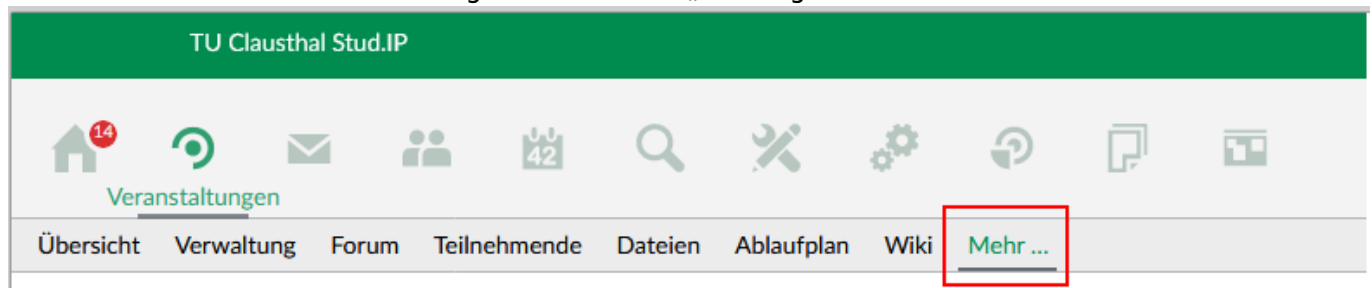 TU Clausthal Stud.IP
14
42
Veranstaltungen
Übersicht Verwaltung Forum Teilnehmende Dateien Ablaufplan Wiki Mehr ...